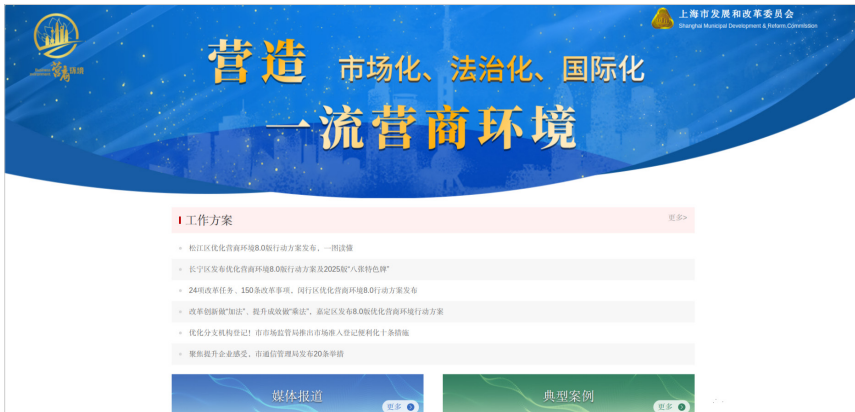 上海市发展和改革委员会
Shanghai Municipal Development & Reform Commission
营商环境
营造 市场化、法治化、国际化
一流营商环境
工作方案 更多>
松江区优化营商环境8.0版行动方案发布，一图读懂
长宁区发布优化营商环境8.0版行动方案及2025版“八张特色牌”
24项改革任务、150条改革事项，闵行区优化营商环境8.0行动方案发布
改革创新做“加法”、提升成效做“乘法”，嘉定区发布8.0版优化营商环境行动方案
优化分支机构登记！市市场监管局推出市场准入登记便利化十条措施
聚焦提升企业感受，市通信管理局发布20条举措
媒体报道 更多
典型案例 更多